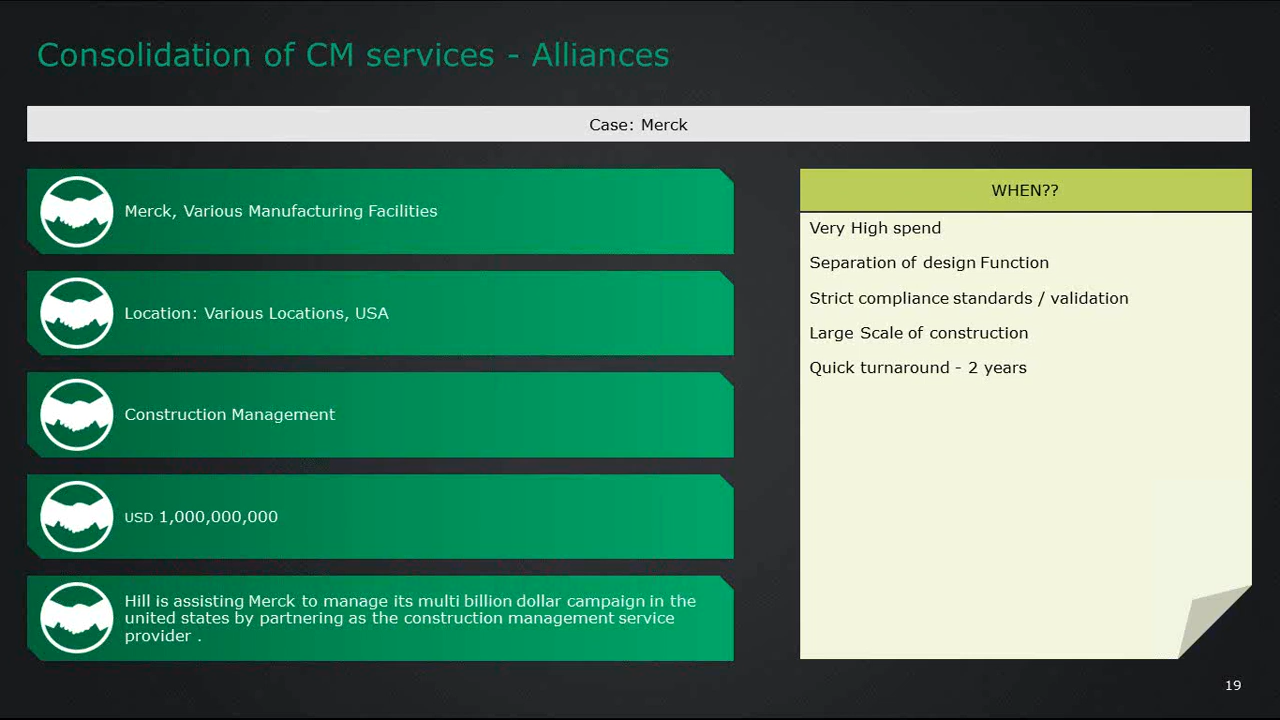 Consolidation of CM services - Alliances
Case: Merck
Merck, Various Manufacturing Facilities
Location: Various Locations, USA
Construction Management
USD 1,000,000,000
Hill is assisting Merck to manage its multi billion dollar campaign in the
united states by partnering as the construction management service
provider .
WHEN??
Very High spend
Separation of design Function
Strict compliance standards / validation
Large Scale of construction
Quick turnaround - 2 years
19